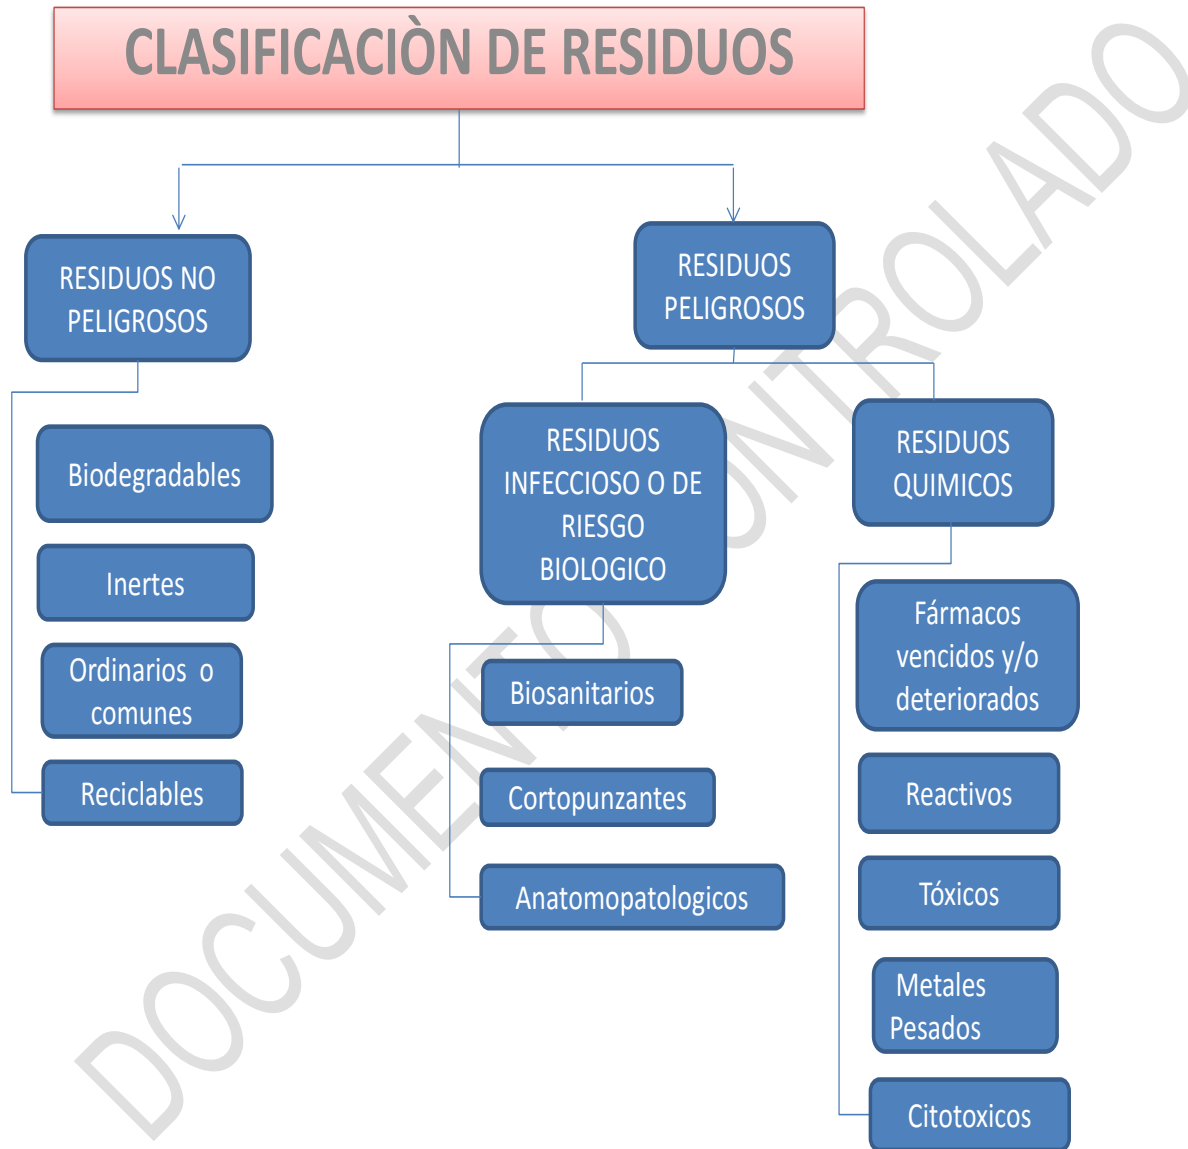 CLASIFICACIÒN DE RESIDUOS
RESIDUOS NO
PELIGROSOS
Biodegradables
Inertes
Ordinarios o
comunes
Reciclables
RESIDUOS
PELIGROSOS
RESIDUOS
INFECCIOSO O DE
RIESGO
BIOLOGICO
Biosanitarios
Cortopunzantes
Anatomopatologicos
RESIDUOS
QUIMICOS
Fármacos
vencidos y/o
deteriorados
Reactivos
Tóxicos
Metales
Pesados
Citotoxicos
DOCUMENTO CONTROLADO